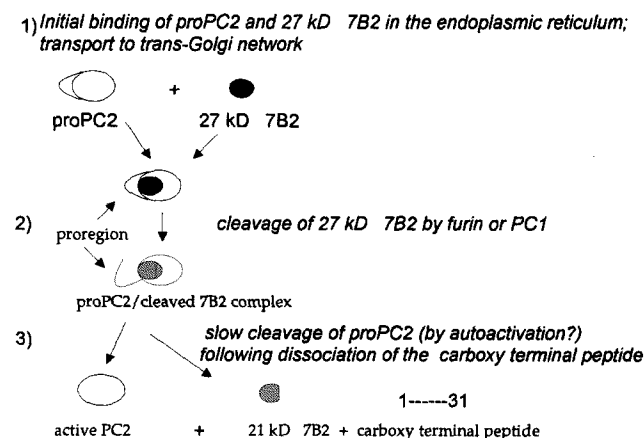 1) Initial binding of proPC2 and 27 kD 7B2 in the endoplasmic reticulum;
transport to trans-Golgi network
+
proPC2 27 kD 7B2
2) cleavage of 27 kD 7B2 by furin or PC1
proregion
proPC2/cleaved 7B2 complex
3) slow cleavage of proPC2 (by autoactivation?)
following dissociation of the carboxy terminal peptide
1------31
active PC2 + 21 kD 7B2 + carboxy terminal peptide